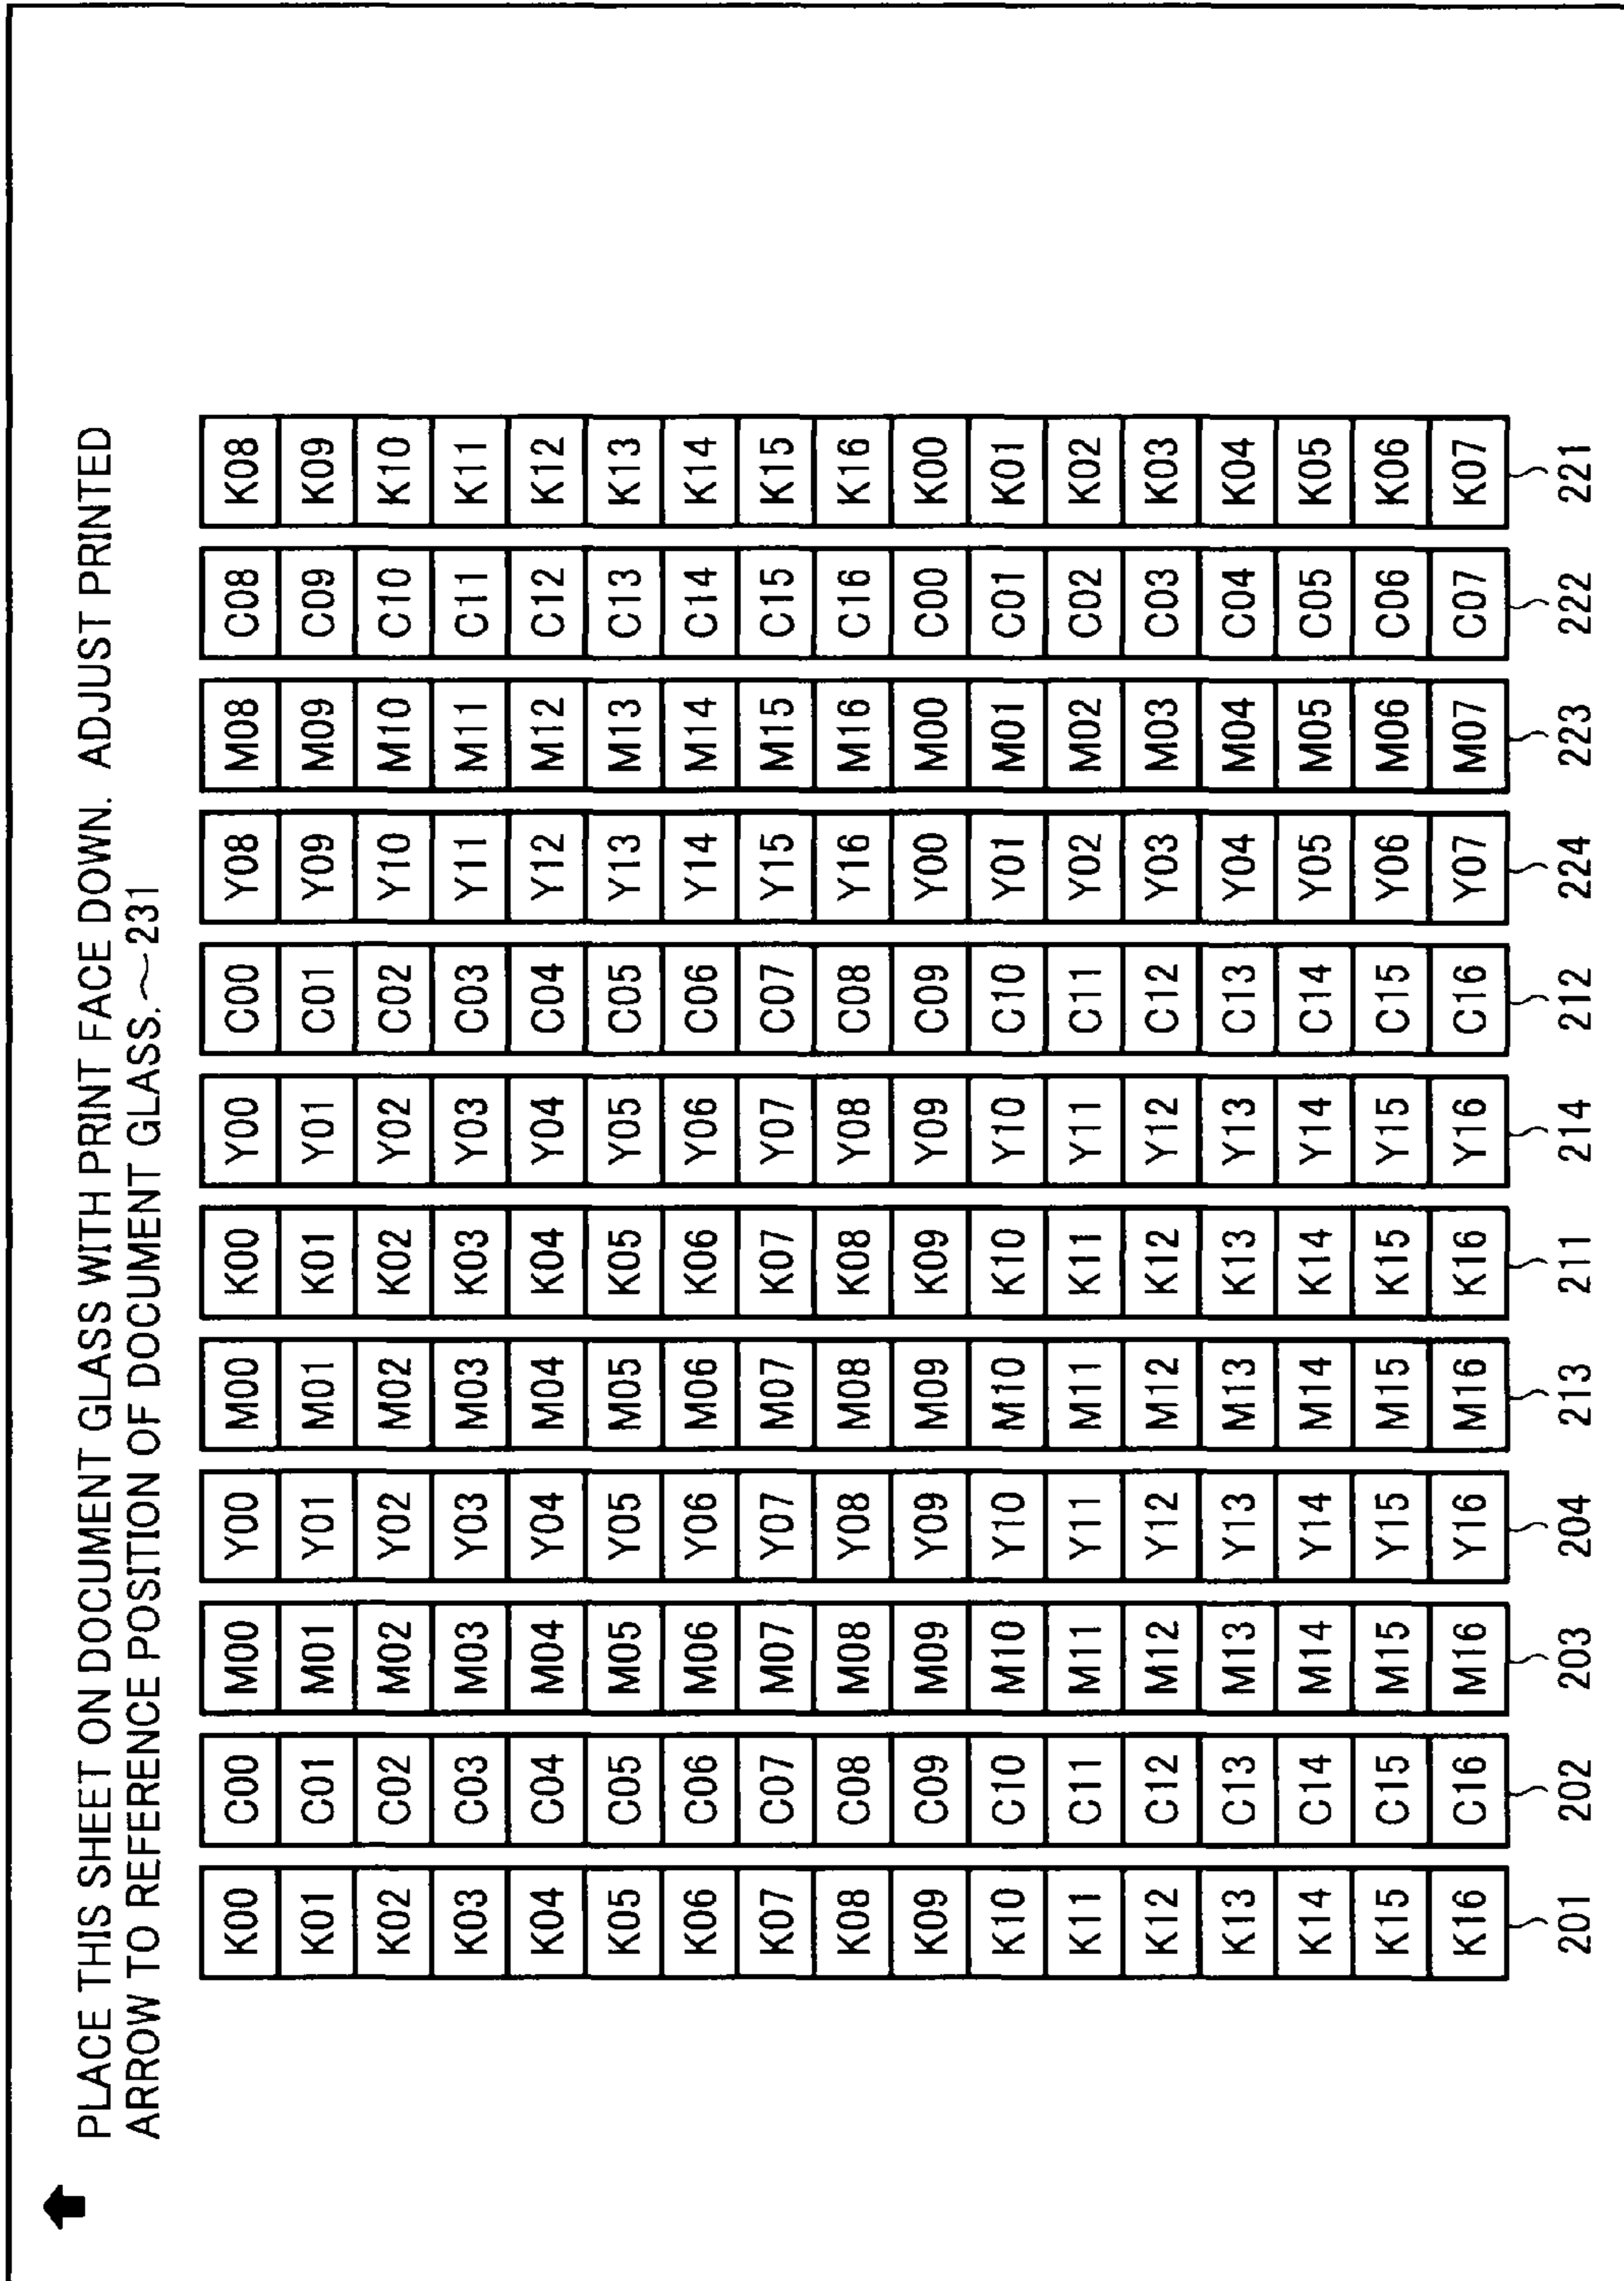 PLACE THIS SHEET ON DOCUMENT GLASS WITH PRINT FACE DOWN. ADJUST PRINTED
ARROW TO REFERENCE POSITION OF DOCUMENT GLASS.~231
K00 C00 M00 Y00 M00 K00 Y00 C00 Y08 M08 C08 K08
K01 C01 M01 Y01 M01 K01 Y01 C01 Y09 M09 C09 K09
K02 C02 M02 Y02 M02 K02 Y02 C02 Y10 M10 C10 K10
K03 C03 M03 Y03 M03 K03 Y03 C03 Y11 M11 C11 K11
K04 C04 M04 Y04 M04 K04 Y04 C04 Y12 M12 C12 K12
K05 C05 M05 Y05 M05 K05 Y05 C05 Y13 M13 C13 K13
K06 C06 M06 Y06 M06 K06 Y06 C06 Y14 M14 C14 K14
K07 C07 M07 Y07 M07 K07 Y07 C07 Y15 M15 C15 K15
K08 C08 M08 Y08 M08 K08 Y08 C08 Y16 M16 C16 K16
K09 C09 M09 Y09 M09 K09 Y09 C09 Y00 M00 C00 K00
K10 C10 M10 Y10 M10 K10 Y10 C10 Y01 M01 C01 K01
K11 C11 M11 Y11 M11 K11 Y11 C11 Y02 M02 C02 K02
K12 C12 M12 Y12 M12 K12 Y12 C12 Y03 M03 C03 K03
K13 C13 M13 Y13 M13 K13 Y13 C13 Y04 M04 C04 K04
K14 C14 M14 Y14 M14 K14 Y14 C14 Y05 M05 C05 K05
K15 C15 M15 Y15 M15 K15 Y15 C15 Y06 M06 C06 K06
K16 C16 M16 Y16 M16 K16 Y16 C16 Y07 M07 C07 K07
201 202 203 204 213 211 214 212 224 223 222 221